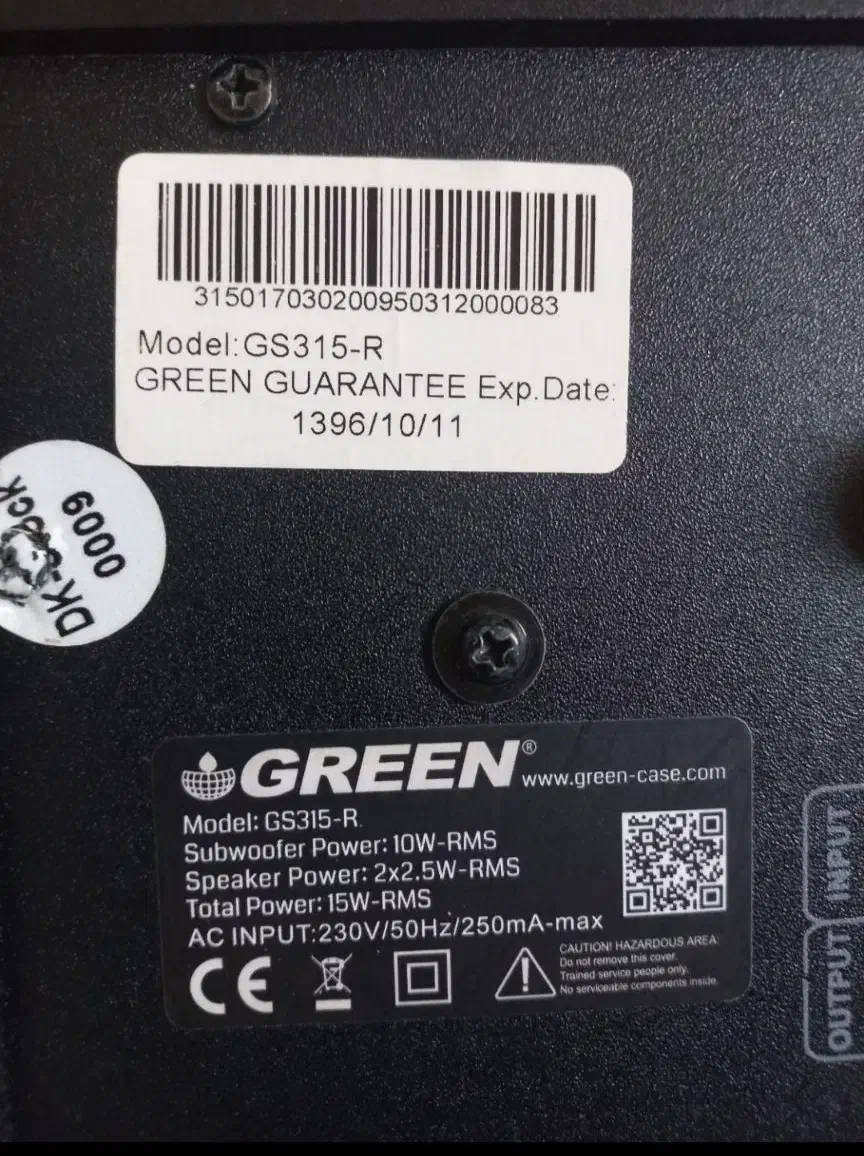 315017030200950312000083
Model:GS315-R
GREEN GUARANTEE Exp.Date:
1396/10/11
0009
GREEN®
www.green-case.com
Model: GS315-R
Subwoofer Power: 10W-RMS
Speaker Power: 2x2.5W-RMS
Total Power: 15W-RMS
AC INPUT:230V/50Hz/250mA-max
CE
CAUTION! HAZARDOUS AREA:
Do not remove this cover.
Trained service people only.
No serviceable components inside.
INPUT
OUTPUT